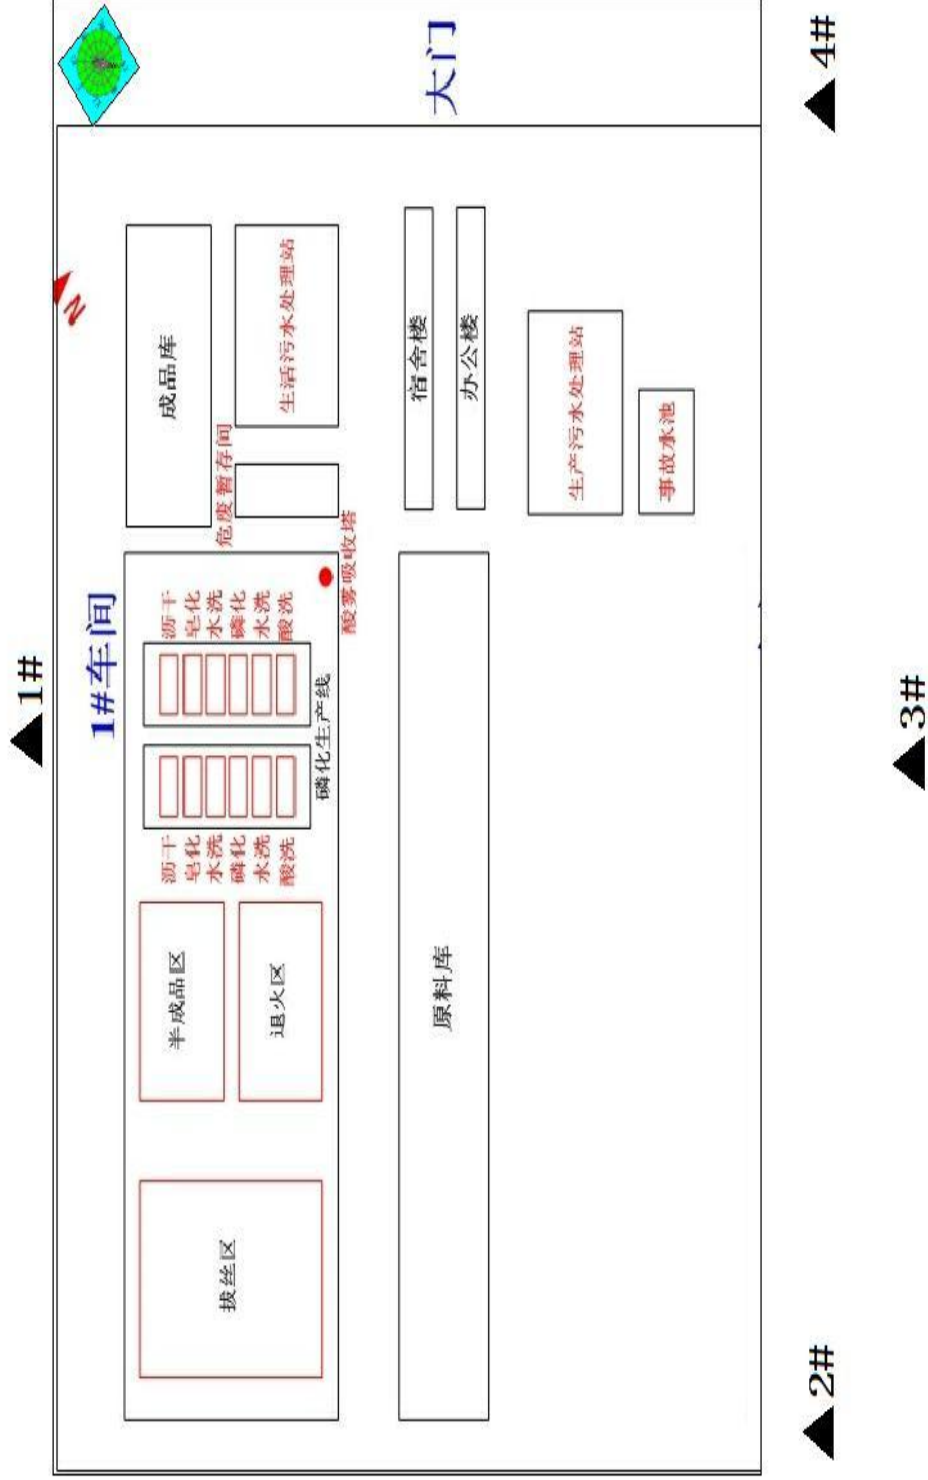 ▲1#
1#车间
拔丝区
半成品区
退火区
沥干
皂化
水洗
磷化
水洗
酸洗
沥干
皂化
水洗
磷化
水洗
酸洗
磷化生产线
酸雾吸收塔
成品库
危废暂存间
生活污水处理站
N
原料库
宿舍楼
办公楼
大门
生产污水处理站
事故水池
▲2#
▲3#
▲4#